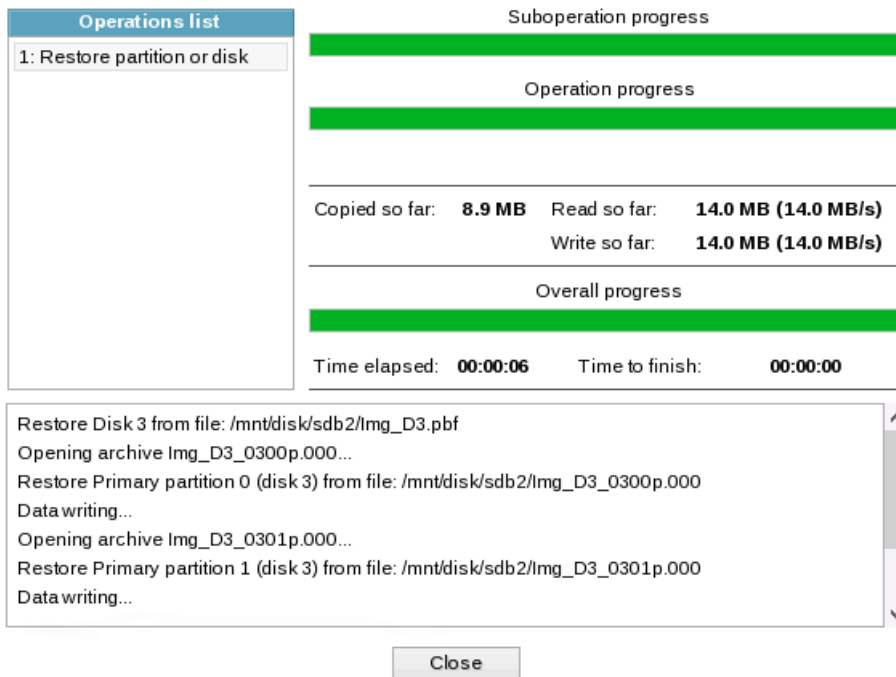 Operations list
1: Restore partition or disk
Suboperation progress
Operation progress
Copied so far: 8.9 MB Read so far: 14.0 MB (14.0 MB/s)
Write so far: 14.0 MB (14.0 MB/s)
Overall progress
Time elapsed: 00:00:06 Time to finish: 00:00:00
Restore Disk 3 from file: /mnt/disk/sdb2/Img_D3.pbf
Opening archive Img_D3_0300p.000...
Restore Primary partition 0 (disk 3) from file: /mnt/disk/sdb2/Img_D3_0300p.000
Data writing...
Opening archive Img_D3_0301p.000...
Restore Primary partition 1 (disk 3) from file: /mnt/disk/sdb2/Img_D3_0301p.000
Data writing...
Close